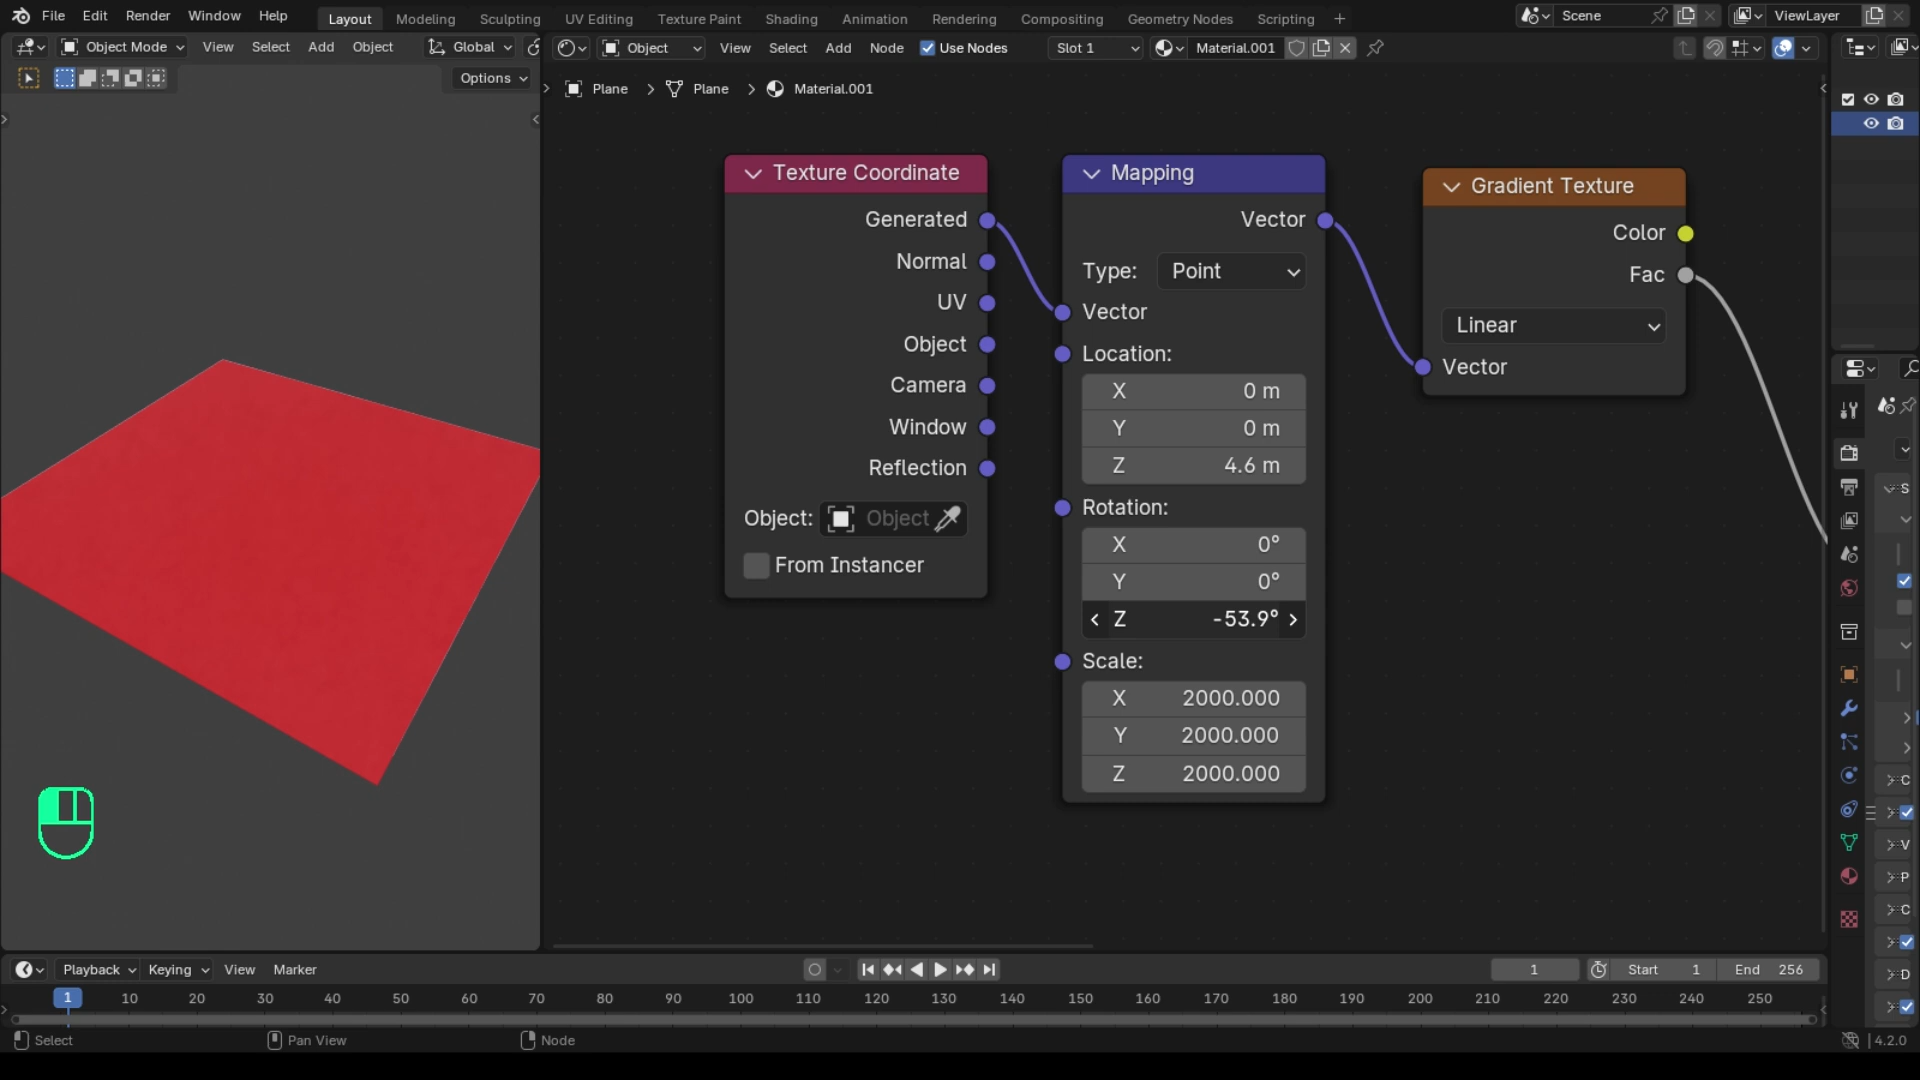 File Edit Render Window Help Layout Modeling Sculpting UV Editing Texture Paint Shading Animation Rendering Compositing Geometry Nodes Scripting + Scene ViewLayer
Object Mode View Select Add Object Global Object View Select Add Node Use Nodes Slot 1 Material.001
Options
Plane > Plane > Material.001
Texture Coordinate
Generated
Normal
UV
Object
Camera
Window
Reflection
Object: Object
From Instancer
Mapping
Vector
Type: Point
Vector
Location:
X 0 m
Y 0 m
Z 4.6 m
Rotation:
X 0°
Y 0°
Z -53.9°
Scale:
X 2000.000
Y 2000.000
Z 2000.000
Gradient Texture
Color
Fac
Linear
Vector
S
C
V
P
C
D
Playback Keying View Marker 1 Start 1 End 256
1 10 20 30 40 50 60 70 80 90 100 110 120 130 140 150 160 170 180 190 200 210 220 230 240 250
Select Pan View Node 4.2.0